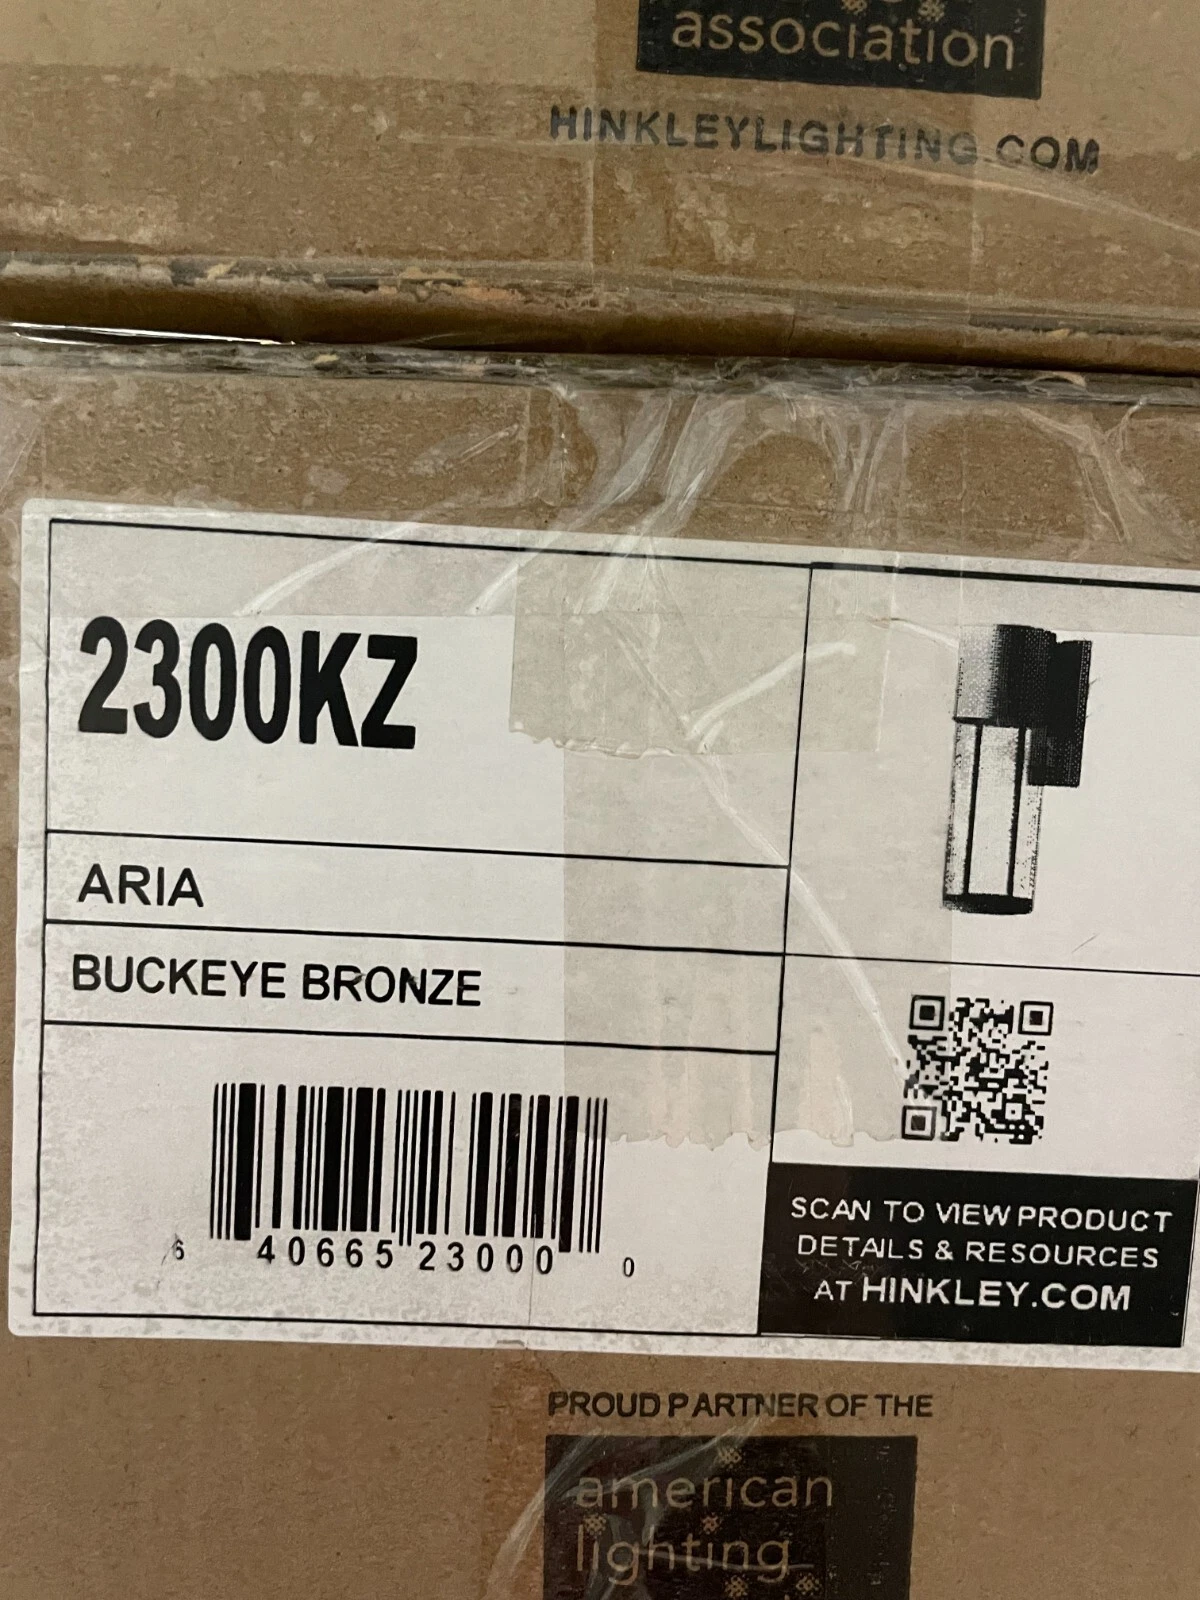 association
HINKLEYLIGHTING.COM
2300KZ
ARIA
BUCKEYE BRONZE
6 40665 23000 0
SCAN TO VIEW PRODUCT
DETAILS & RESOURCES
AT HINKLEY.COM
PROUD PARTNER OF THE
american
lighting